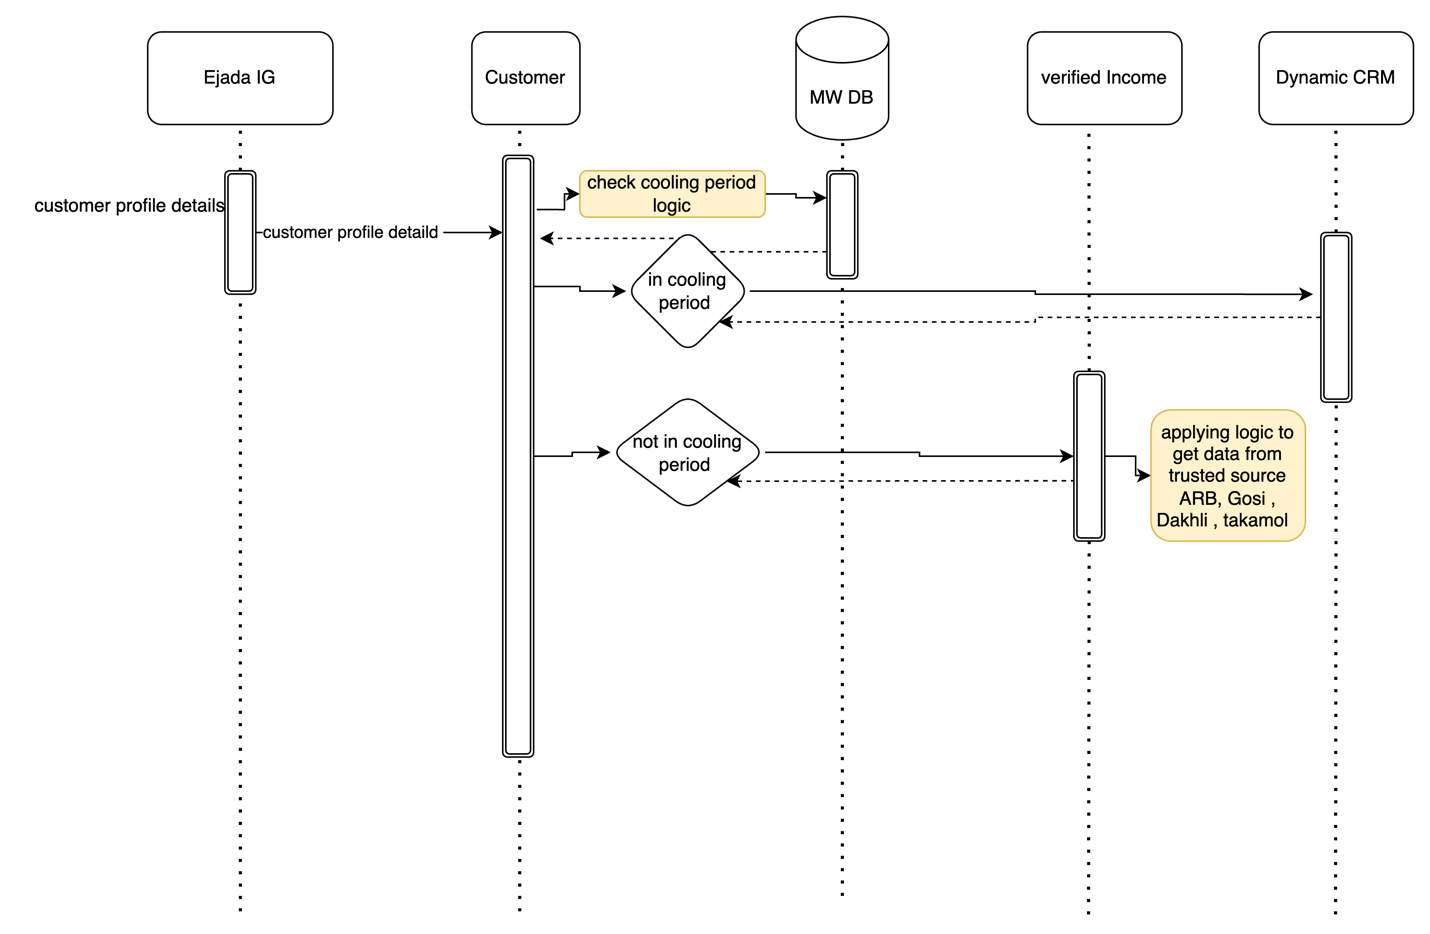 Ejada IG
Customer
MW DB
verified Income
Dynamic CRM
check cooling period
logic
customer profile details
customer profile detaild
in cooling
period
not in cooling
period
applying logic to
get data from
trusted source
ARB, Gosi ,
Dakhli , takamol